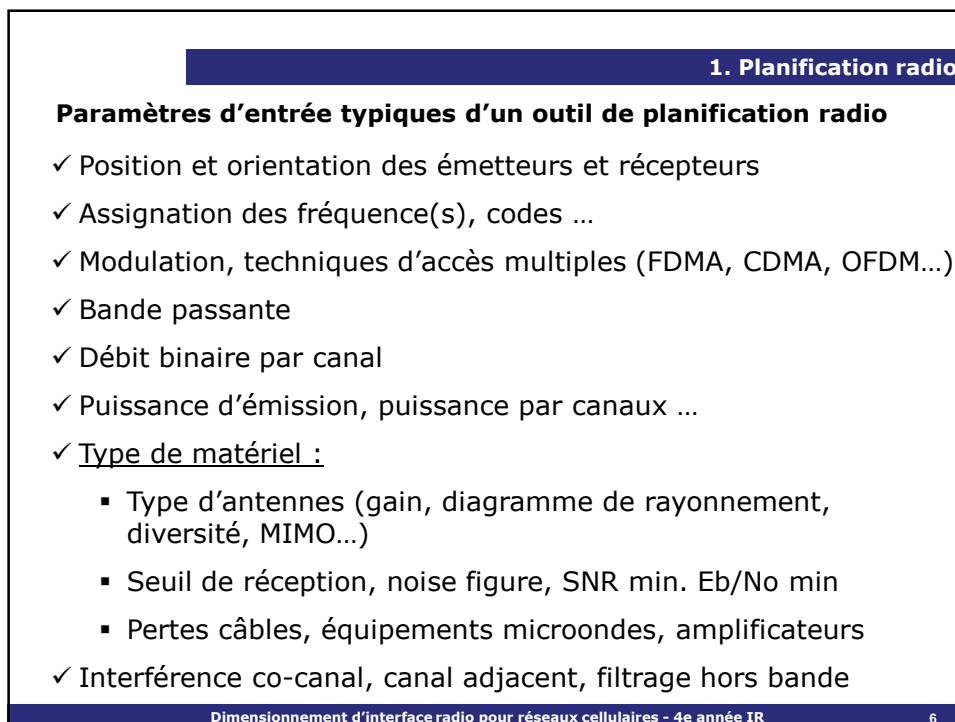 1. Planification radio
Paramètres d’entrée typiques d’un outil de planification radio
✓ Position et orientation des émetteurs et récepteurs
✓ Assignation des fréquence(s), codes …
✓ Modulation, techniques d’accès multiples (FDMA, CDMA, OFDM…)
✓ Bande passante
✓ Débit binaire par canal
✓ Puissance d’émission, puissance par canaux …
✓ Type de matériel :
▪ Type d’antennes (gain, diagramme de rayonnement,
diversité, MIMO…)
▪ Seuil de réception, noise figure, SNR min. Eb/No min
▪ Pertes câbles, équipements microondes, amplificateurs
✓ Interférence co-canal, canal adjacent, filtrage hors bande
Dimensionnement d’interface radio pour réseaux cellulaires - 4e année IR
6